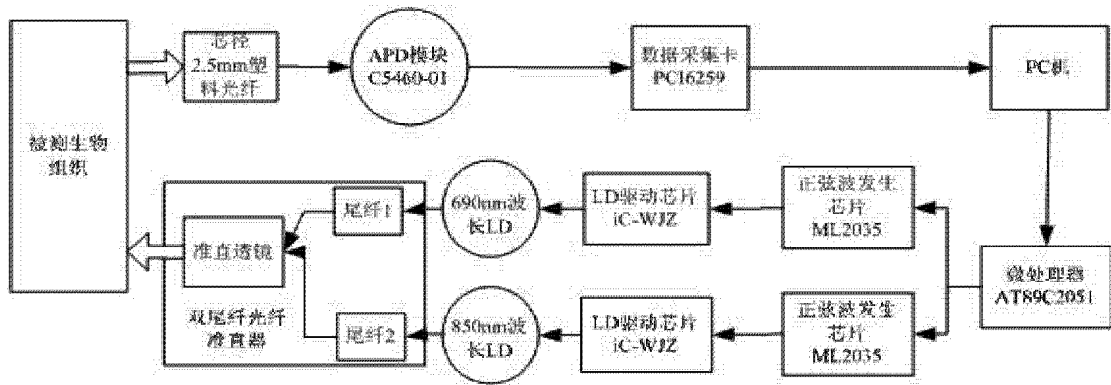 芯径
2.5mm塑
料光纤
APD模块
C5460-01
数据采集卡
PCI6259
PC机
被测生物
组织
尾纤1
690nm波
长LD
LD驱动芯片
iC-WJZ
正弦波发生
芯片
ML2035
准直透镜
微处理器
AT89C2051
双尾纤光纤
准直器
尾纤2
850nm波
长LD
LD驱动芯片
iC-WJZ
正弦波发生
芯片
ML2035